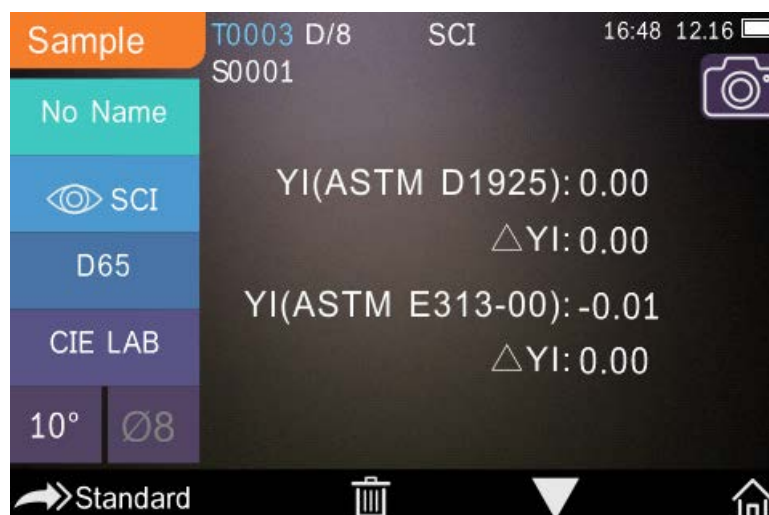 Sample
T0003 D/8 SCI 16:48 12.16
S0001
No Name
SCI
D65
CIE LAB
10° Ø8
YI(ASTM D1925): 0.00
△YI: 0.00
YI(ASTM E313-00): -0.01
△YI: 0.00
Standard